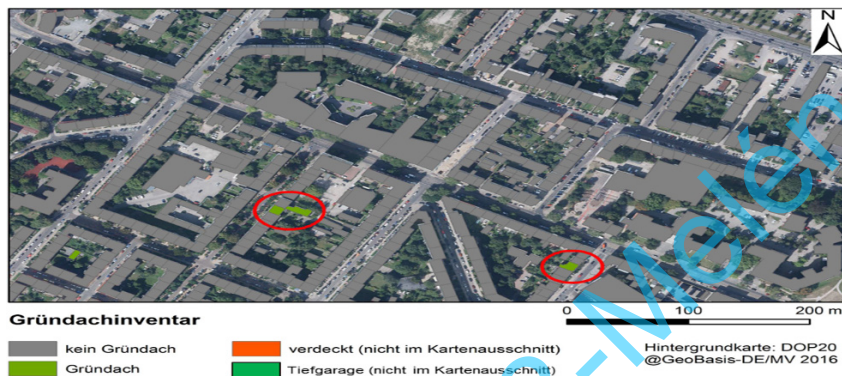 N
0 100 200 m
Gründachinventar
kein Gründach
verdeckt (nicht im Kartenausschnitt)
Gründach
Tiefgarage (nicht im Kartenausschnitt)
Hintergrundkarte: DOP20
@GeoBasis-DE/MV 2016